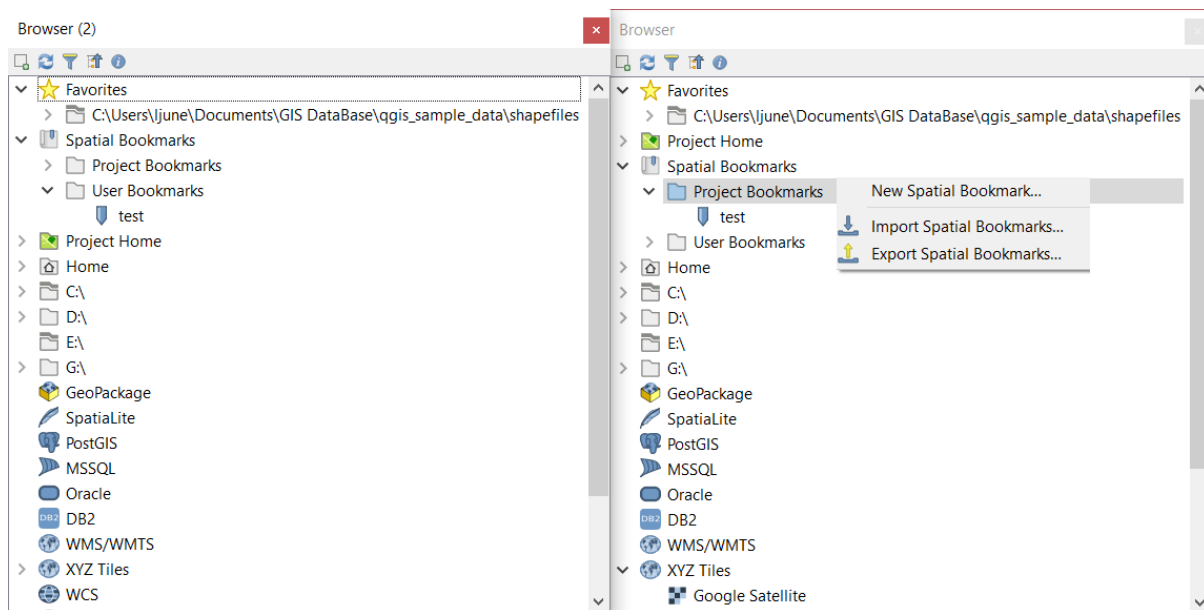 Browser (2)
Favorites
C:\Users\ljune\Documents\GIS DataBase\qgis_sample_data\shapefiles
Spatial Bookmarks
Project Bookmarks
User Bookmarks
test
Project Home
Home
C:\
D:\
E:\
G:\
GeoPackage
SpatiaLite
PostGIS
MSSQL
Oracle
DB2 DB2
WMS/WMTS
XYZ Tiles
WCS
Browser
Favorites
C:\Users\ljune\Documents\GIS DataBase\qgis_sample_data\shapefiles
Project Home
Spatial Bookmarks
Project Bookmarks
test
User Bookmarks
Home
C:\
D:\
E:\
G:\
GeoPackage
SpatiaLite
PostGIS
MSSQL
Oracle
DB2 DB2
WMS/WMTS
XYZ Tiles
Google Satellite
New Spatial Bookmark...
Import Spatial Bookmarks...
Export Spatial Bookmarks...